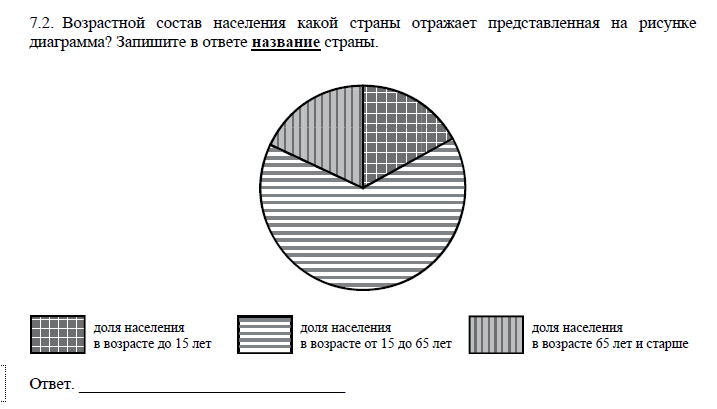 7.2. Возрастной состав населения какой страны отражает представленная на рисунке
диаграмма? Запишите в ответе название страны.
доля населения
в возрасте до 15 лет
доля населения
в возрасте от 15 до 65 лет
доля населения
в возрасте 65 лет и старше
Ответ.